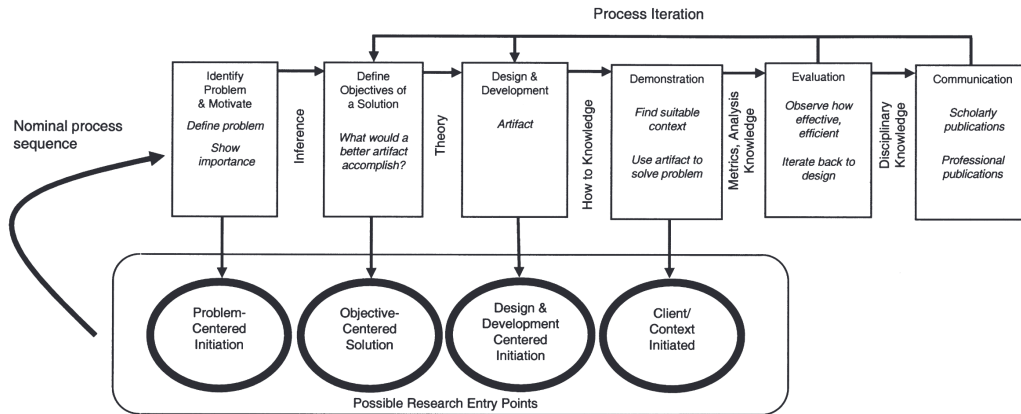 Process Iteration
Nominal process
sequence
Identify
Problem
& Motivate
Define problem
Show
importance
Inference
Define
Objectives of
a Solution
What would a
better artifact
accomplish?
Theory
Design &
Development
Artifact
How to Knowledge
Demonstration
Find suitable
context
Use artifact to
solve problem
Metrics, Analysis
Knowledge
Evaluation
Observe how
effective,
efficient
Iterate back to
design
Disciplinary
Knowledge
Communication
Scholarly
publications
Professional
publications
Problem-
Centered
Initiation
Objective-
Centered
Solution
Design &
Development
Centered
Initiation
Client/
Context
Initiated
Possible Research Entry Points